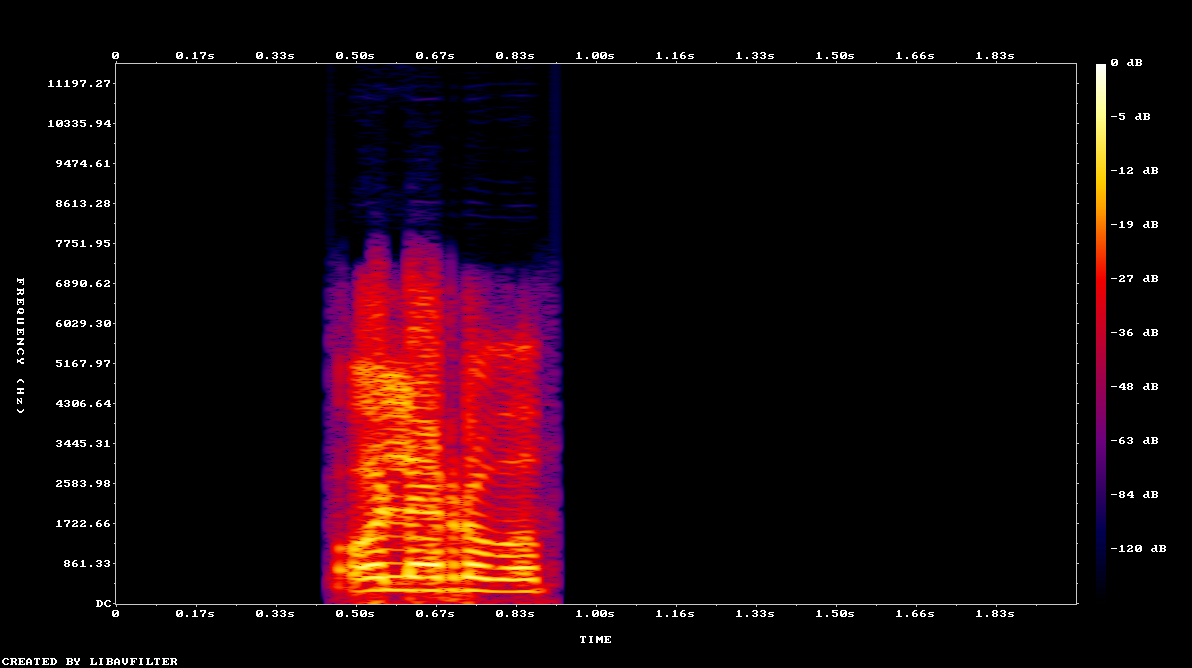 0 0.17s 0.33s 0.50s 0.67s 0.83s 1.00s 1.16s 1.33s 1.50s 1.66s 1.83s
0 dB
11197.27
-5 dB
10335.94
-12 dB
9474.61
8613.28
-19 dB
7751.95
-27 dB
6890.62
6029.30
-36 dB
5167.97
-48 dB
4306.64
3445.31
-63 dB
2583.98
-84 dB
1722.66
-120 dB
861.33
DC
FREQUENCY (Hz)
0 0.17s 0.33s 0.50s 0.67s 0.83s 1.00s 1.16s 1.33s 1.50s 1.66s 1.83s
TIME
CREATED BY LIBAVFILTER